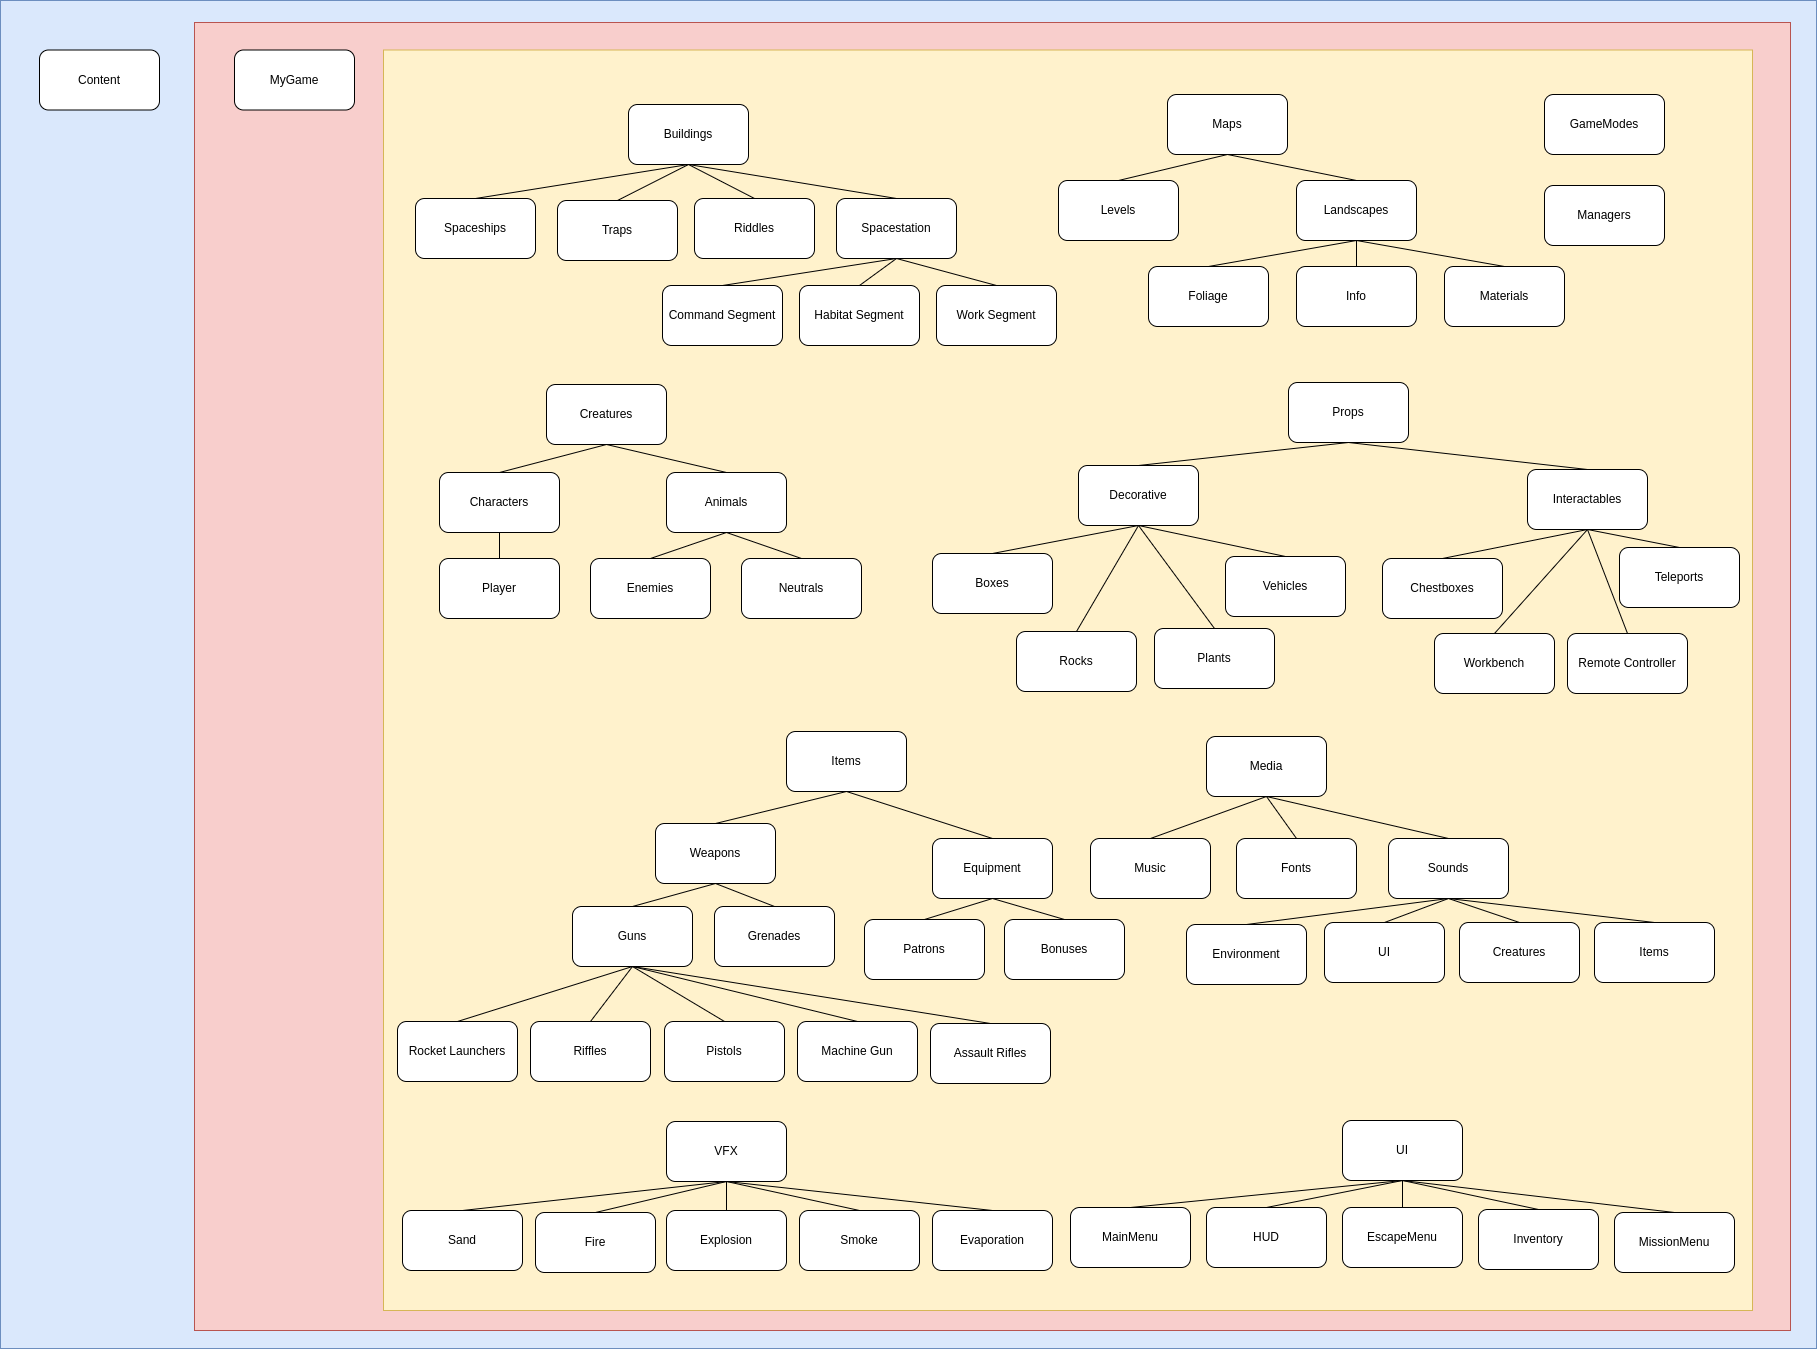 Content
MyGame
Buildings
Maps
GameModes
Spaceships
Traps
Riddles
Spacestation
Levels
Landscapes
Managers
Command Segment
Habitat Segment
Work Segment
Foliage
Info
Materials
Creatures
Props
Characters
Animals
Decorative
Interactables
Player
Enemies
Neutrals
Boxes
Vehicles
Chestboxes
Teleports
Rocks
Plants
Workbench
Remote Controller
Items
Media
Weapons
Equipment
Music
Fonts
Sounds
Guns
Grenades
Patrons
Bonuses
Environment
UI
Creatures
Items
Rocket Launchers
Riffles
Pistols
Machine Gun
Assault Rifles
VFX
UI
Sand
Fire
Explosion
Smoke
Evaporation
MainMenu
HUD
EscapeMenu
Inventory
MissionMenu